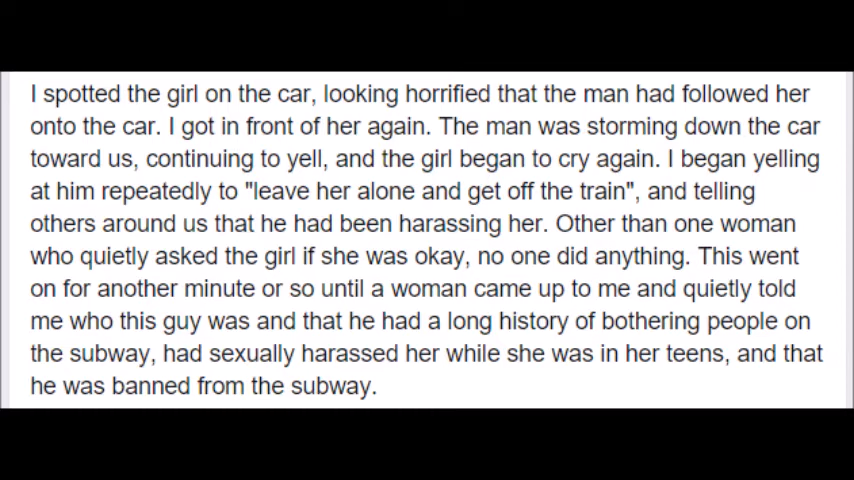 I spotted the girl on the car, looking horrified that the man had followed her
onto the car. I got in front of her again. The man was storming down the car
toward us, continuing to yell, and the girl began to cry again. I began yelling
at him repeatedly to "leave her alone and get off the train", and telling
others around us that he had been harassing her. Other than one woman
who quietly asked the girl if she was okay, no one did anything. This went
on for another minute or so until a woman came up to me and quietly told
me who this guy was and that he had a long history of bothering people on
the subway, had sexually harassed her while she was in her teens, and that
he was banned from the subway.